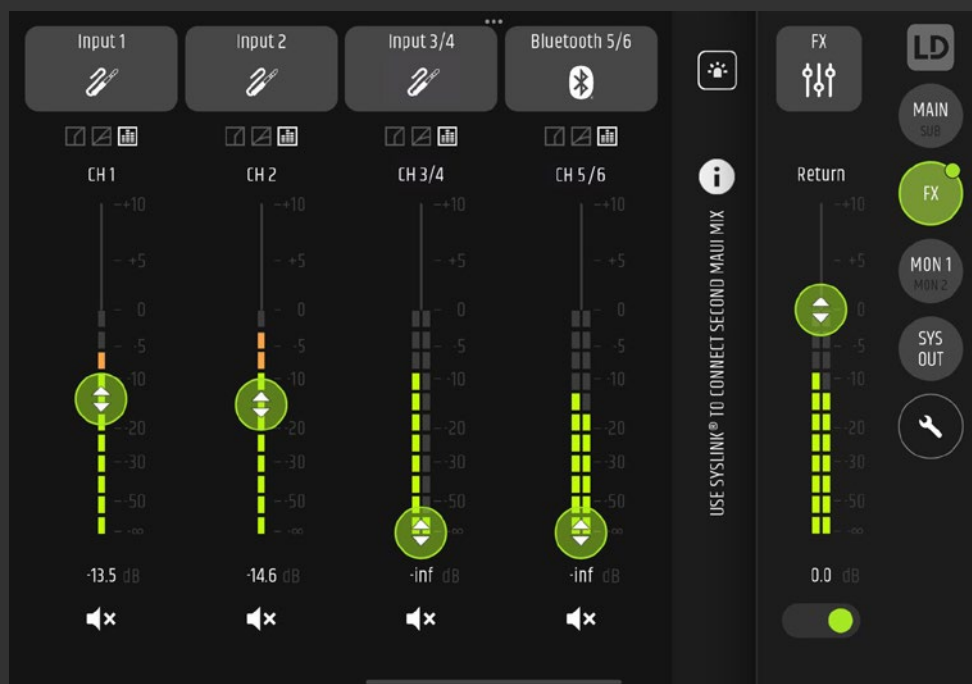 Input 1
Input 2
Input 3/4
Bluetooth 5/6
FX
LD
MAIN
SUB
CH 1
CH 2
CH 3/4
CH 5/6
Return
FX
+10
+5
0
-5
-10
-20
-30
-50
-∞
+10
+5
0
-5
-10
-20
-30
-50
-∞
+10
+5
0
-5
-10
-20
-30
-50
-∞
+10
+5
0
-5
-10
-20
-30
-50
-∞
i
USE SYSLINK® TO CONNECT SECOND MAUI MIX
+10
+5
0
-5
-10
-20
-30
-50
-∞
MON 1
MON 2
SYS
OUT
-13.5 dB
-14.6 dB
-inf dB
-inf dB
0.0 dB